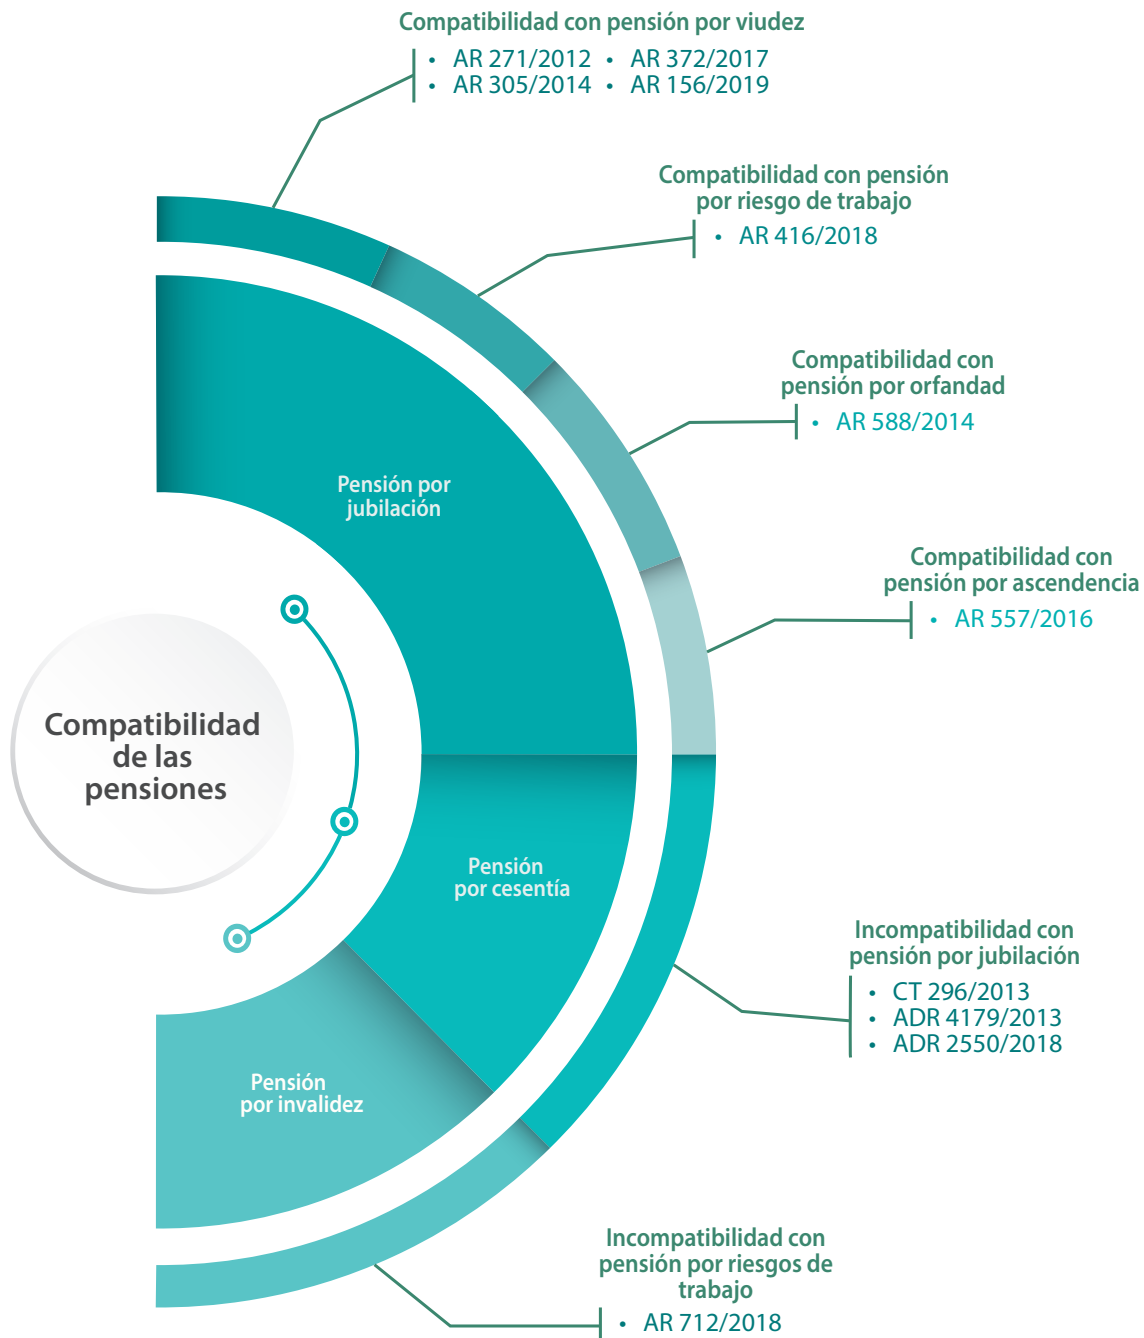 Compatibilidad con pensión por viudez
• AR 271/2012 • AR 372/2017
• AR 305/2014 • AR 156/2019
Compatibilidad con pensión
por riesgo de trabajo
• AR 416/2018
Compatibilidad con
pensión por orfandad
• AR 588/2014
Pensión por
jubilación
Compatibilidad con
pensión por ascendencia
• AR 557/2016
Compatibilidad
de las
pensiones
Pensión
por cesentía
Incompatibilidad con
pensión por jubilación
• CT 296/2013
• ADR 4179/2013
• ADR 2550/2018
Pensión
por invalidez
Incompatibilidad con
pensión por riesgos de
trabajo
• AR 712/2018